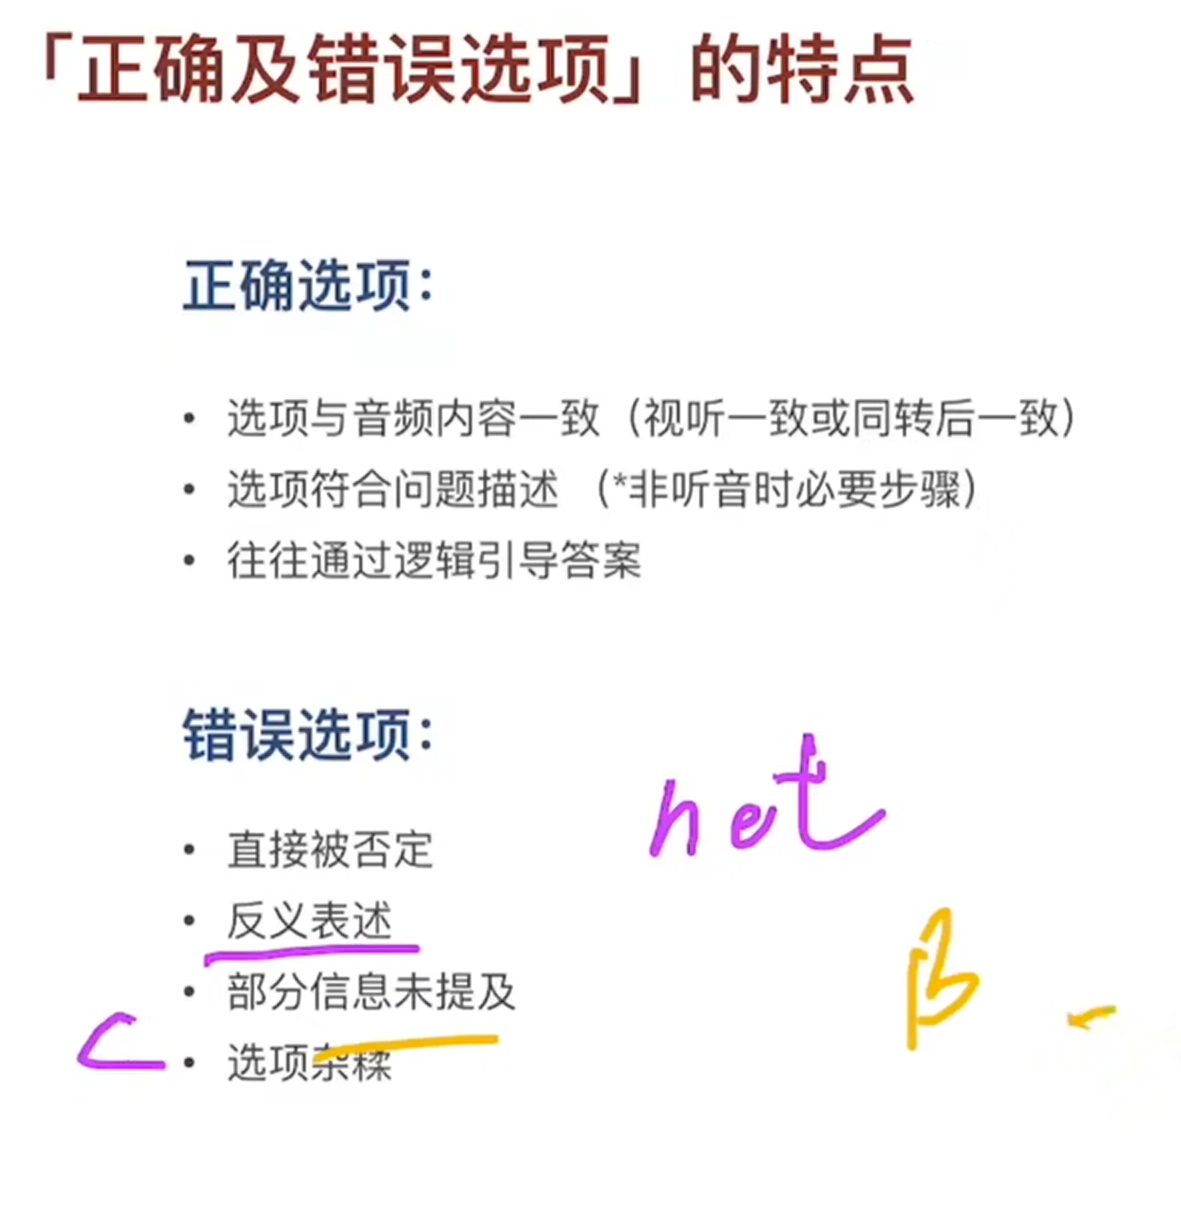 「正确及错误选项」的特点
正确选项：
• 选项与音频内容一致（视听一致或同转后一致）
• 选项符合问题描述 （*非听音时必要步骤）
• 往往通过逻辑引导答案
错误选项：
not
• 直接被否定
• 反义表述
B -
• 部分信息未提及
C
• 选项杂糅